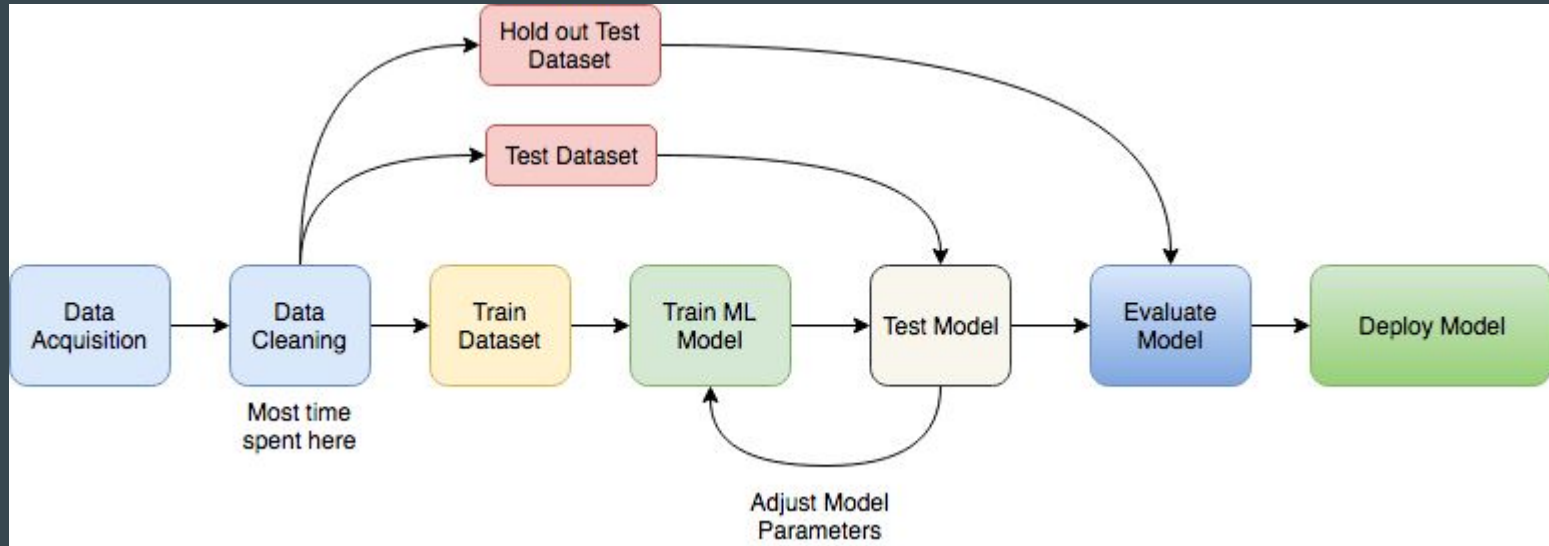 Hold out Test
Dataset
Test Dataset
Data
Acquisition
Data
Cleaning
Train
Dataset
Train ML
Model
Test Model
Evaluate
Model
Deploy Model
Most time
spent here
Adjust Model
Parameters